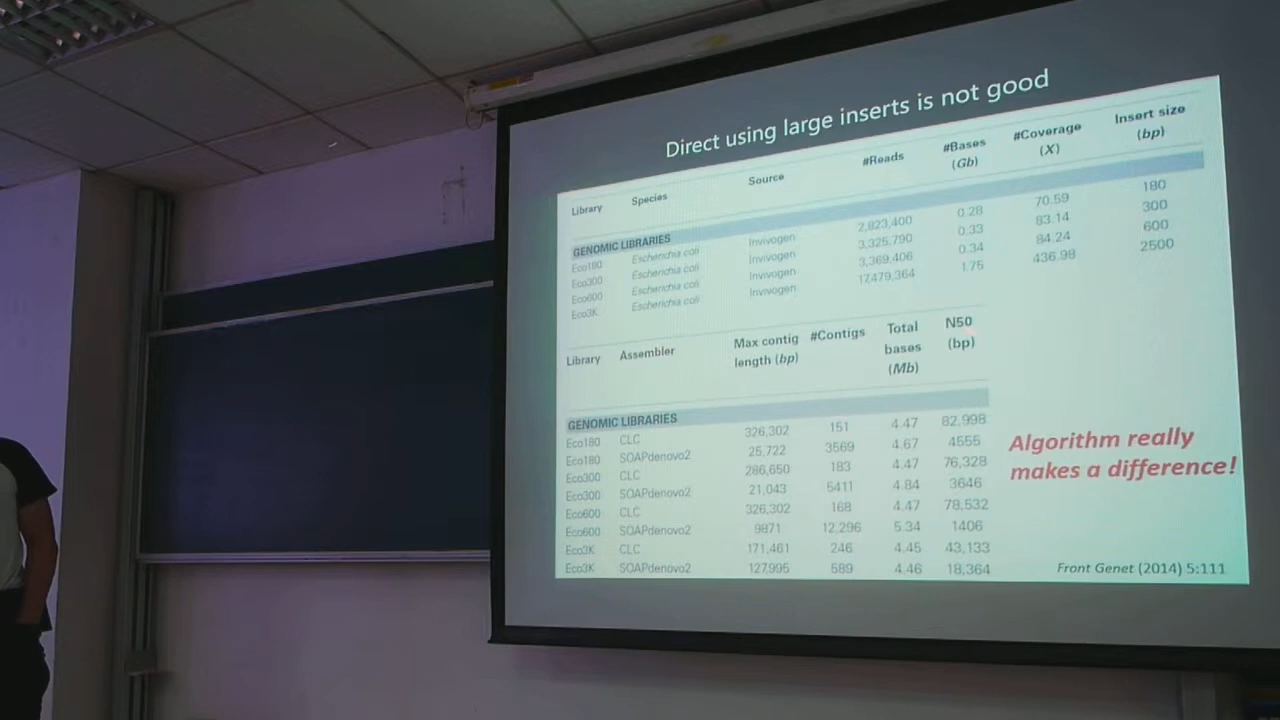 Direct using large inserts is not good
Library Species Source #Reads #Bases (Gb) #Coverage (X) Insert size (bp)
GENOMIC LIBRARIES
Eco180 Escherichia coli Invivogen 2,823,400 0.28 70.59 180
Eco300 Escherichia coli Invivogen 3,325,790 0.33 83.14 300
Eco600 Escherichia coli Invivogen 3,369,406 0.34 84.24 600
Eco3K Escherichia coli Invivogen 17,479,364 1.75 436.98 2500
Library Assembler Max contig length (bp) #Contigs Total bases (Mb) N50 (bp)
GENOMIC LIBRARIES
Eco180 CLC 326,302 151 4.47 82,998
Eco180 SOAPdenovo2 25,722 3569 4.67 4555
Eco300 CLC 286,650 183 4.47 76,328
Eco300 SOAPdenovo2 21,043 5411 4.84 3646
Eco600 CLC 326,302 168 4.47 78,532
Eco600 SOAPdenovo2 9871 12,296 5.34 1406
Eco3K CLC 171,461 246 4.45 43,133
Eco3K SOAPdenovo2 127,995 589 4.46 18,364
Algorithm really
makes a difference!
Front Genet (2014) 5:111